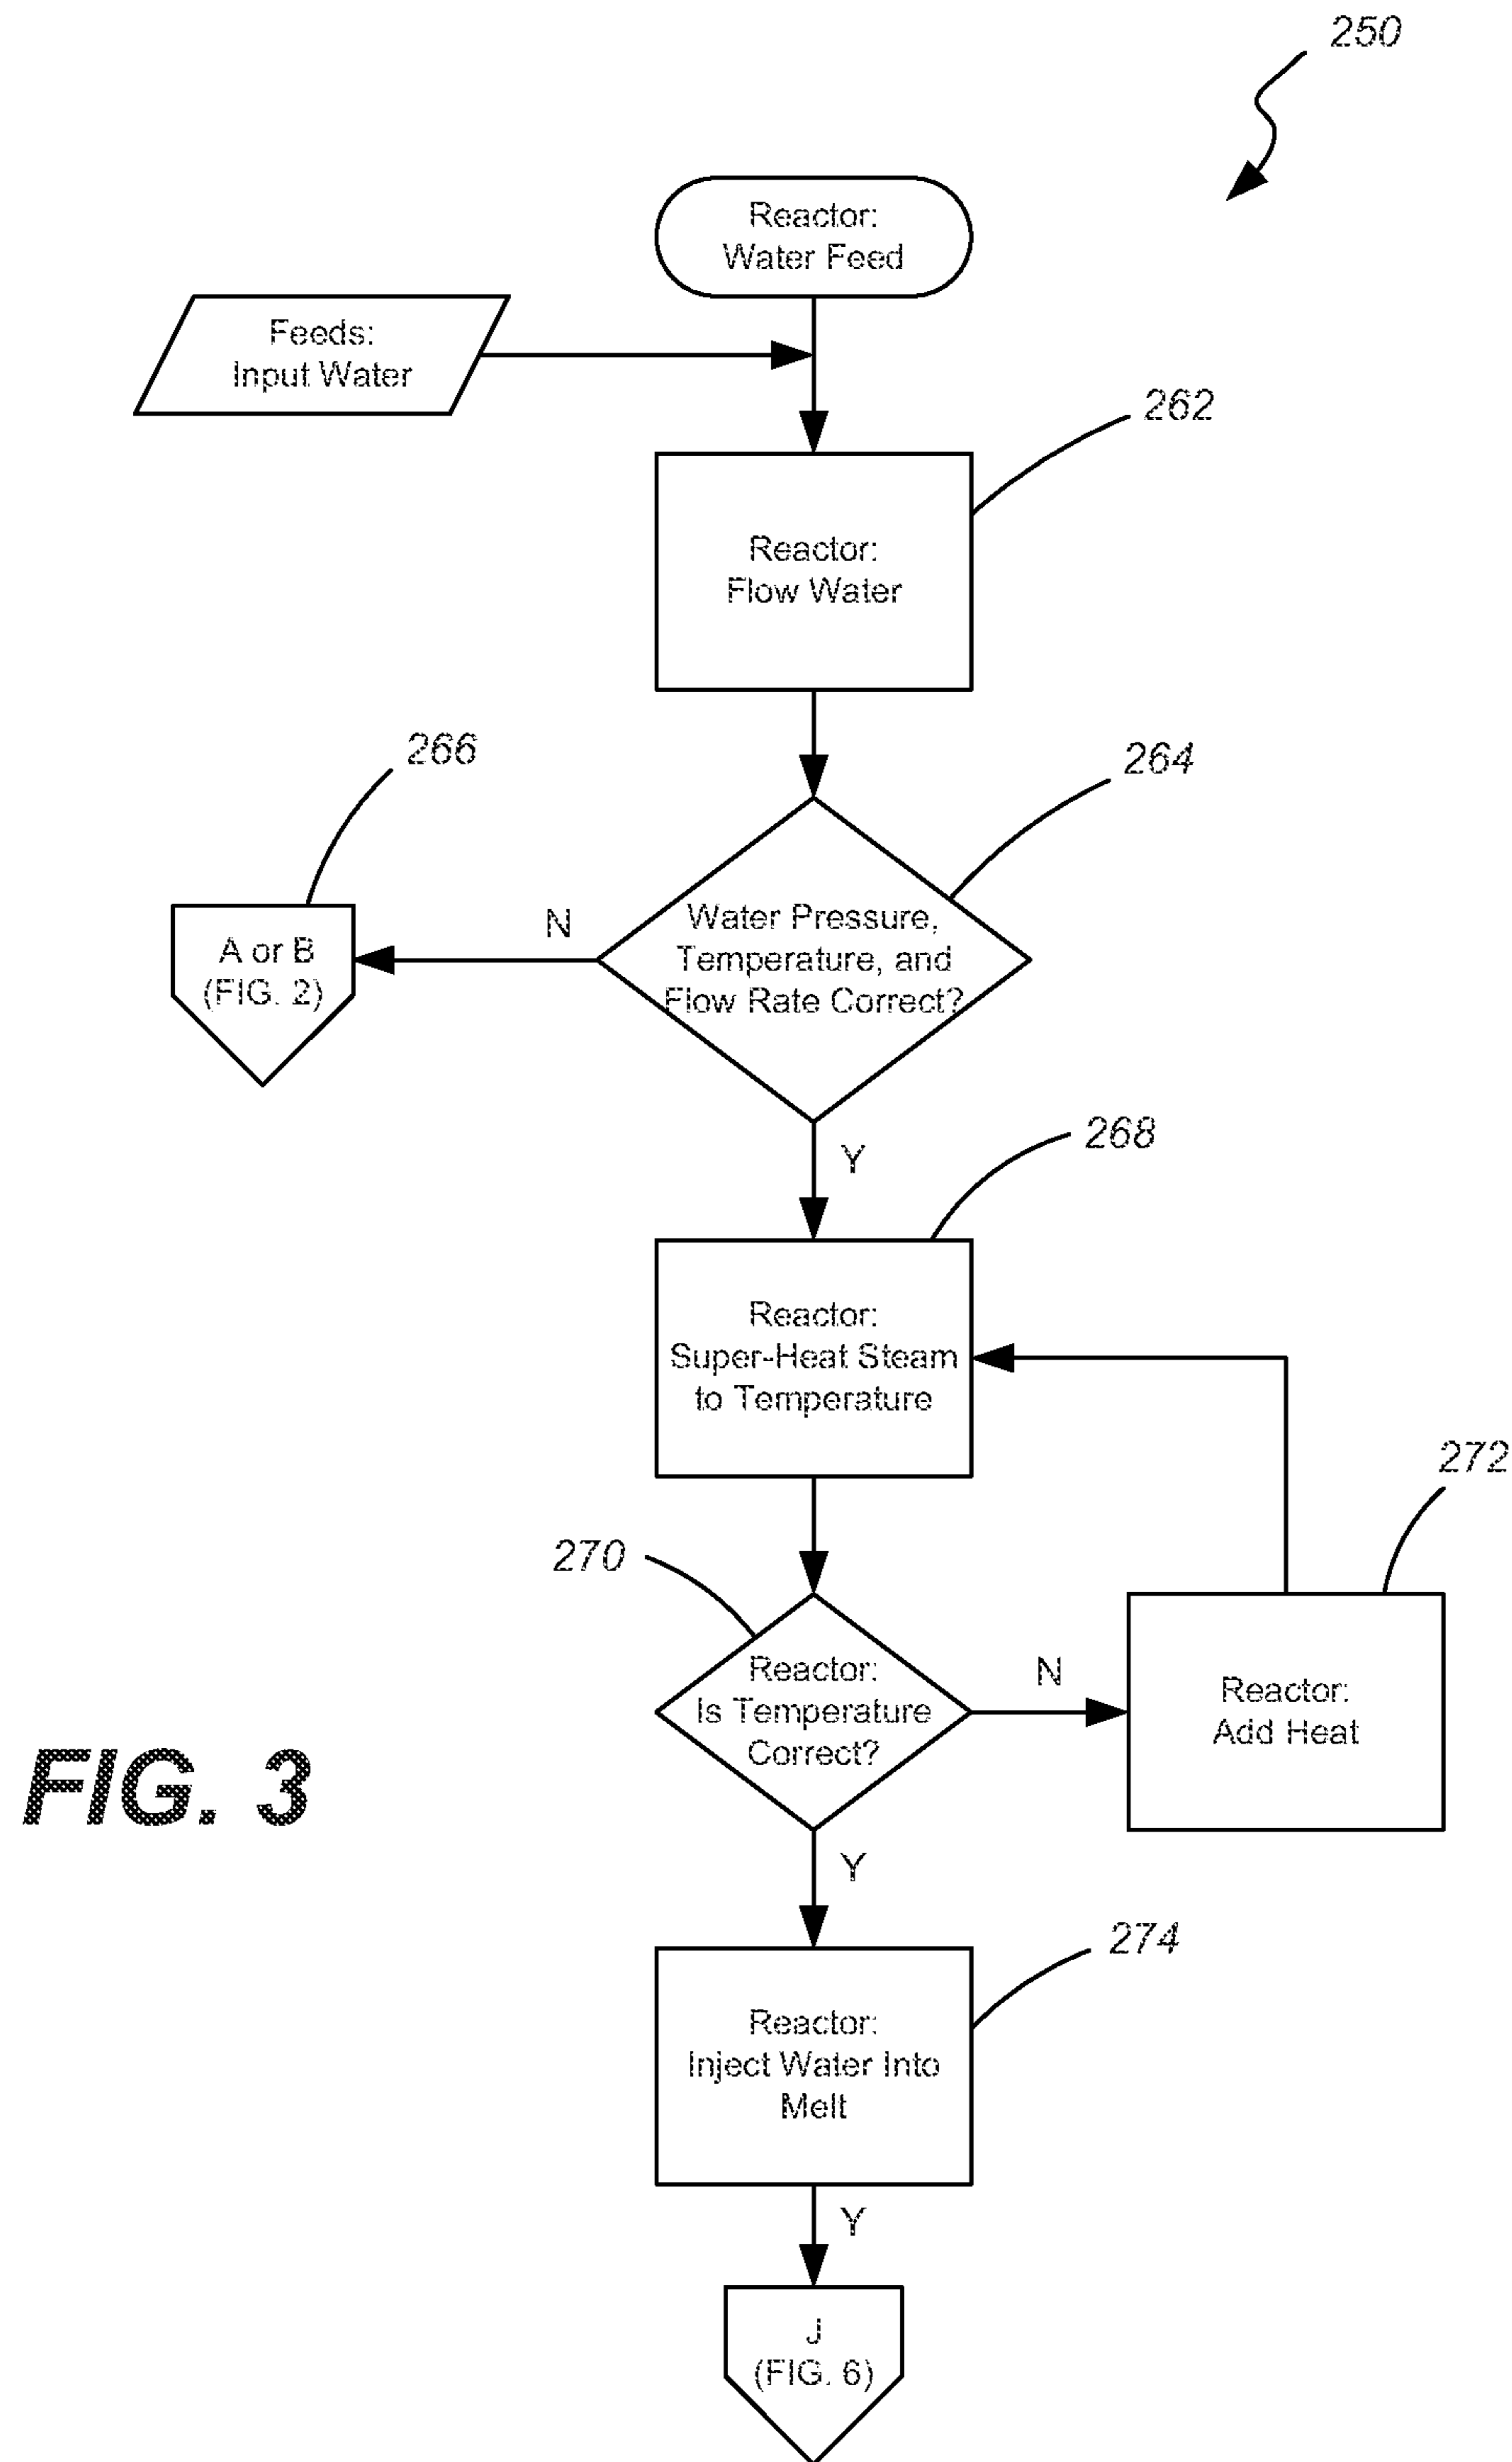 250
Reactor:
Water Feed
Feeds:
Input Water
262
Reactor:
Flow Water
266
264
A or B
(FIG. 2)
N
Water Pressure,
Temperature, and
Flow Rate Correct?
Y
268
Reactor:
Super-Heat Steam
to Temperature
272
270
Reactor:
Is Temperature
Correct?
N
Reactor:
Add Heat
FIG. 3
Y
274
Reactor:
Inject Water Into
Melt
Y
J
(FIG. 6)